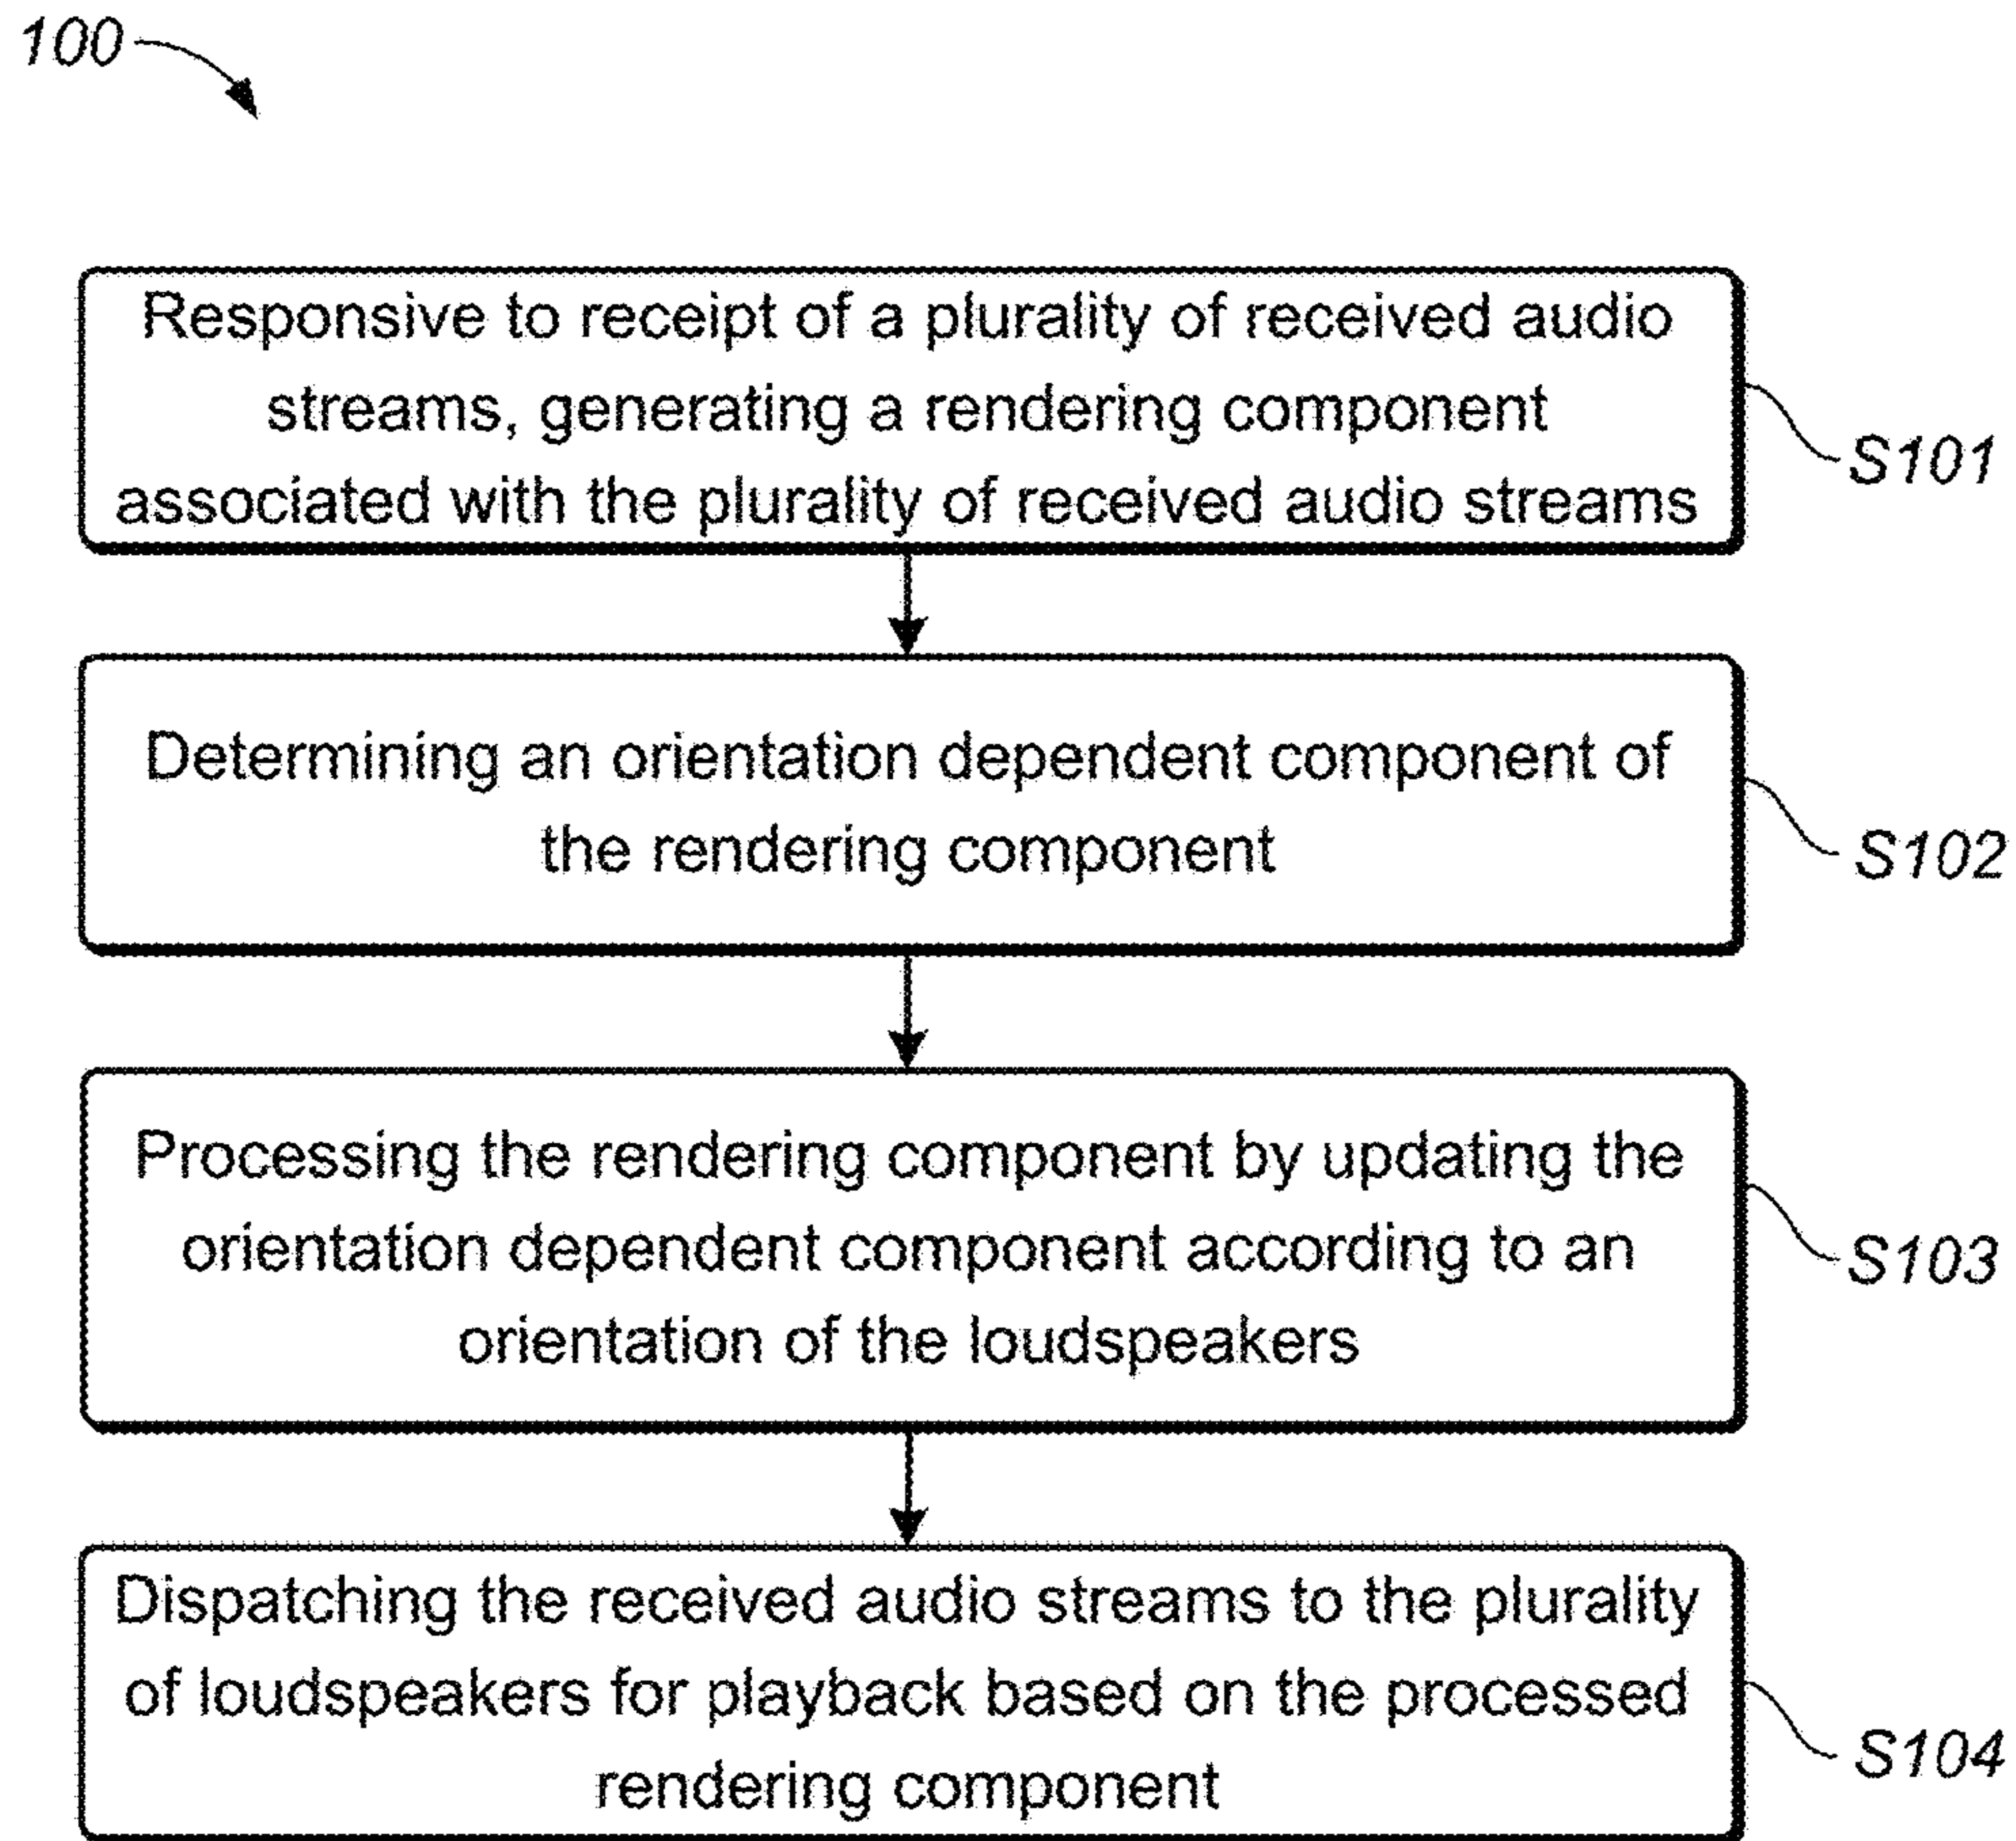 100
Responsive to receipt of a plurality of received audio
streams, generating a rendering component
associated with the plurality of received audio streams
S101
Determining an orientation dependent component of
the rendering component
S102
Processing the rendering component by updating the
orientation dependent component according to an
orientation of the loudspeakers
S103
Dispatching the received audio streams to the plurality
of loudspeakers for playback based on the processed
rendering component
S104